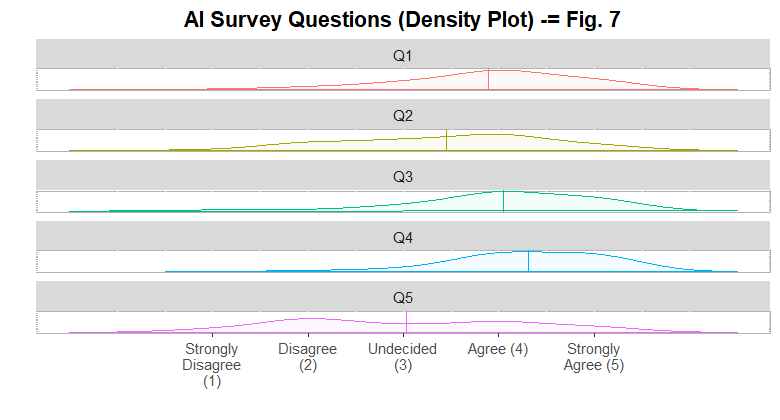 AI Survey Questions (Density Plot) -= Fig. 7
Q1
Q2
Q3
Q4
Q5
Strongly
Disagree
(1)
Disagree
(2)
Undecided
(3)
Agree (4)
Strongly
Agree (5)